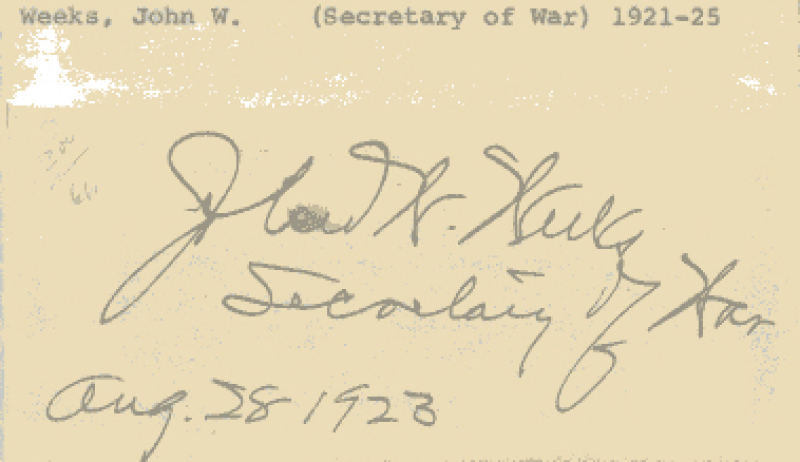 Weeks, John W. (Secretary of War) 1921-25
John W. Weeks
Secretary of War
Aug. 28 1923